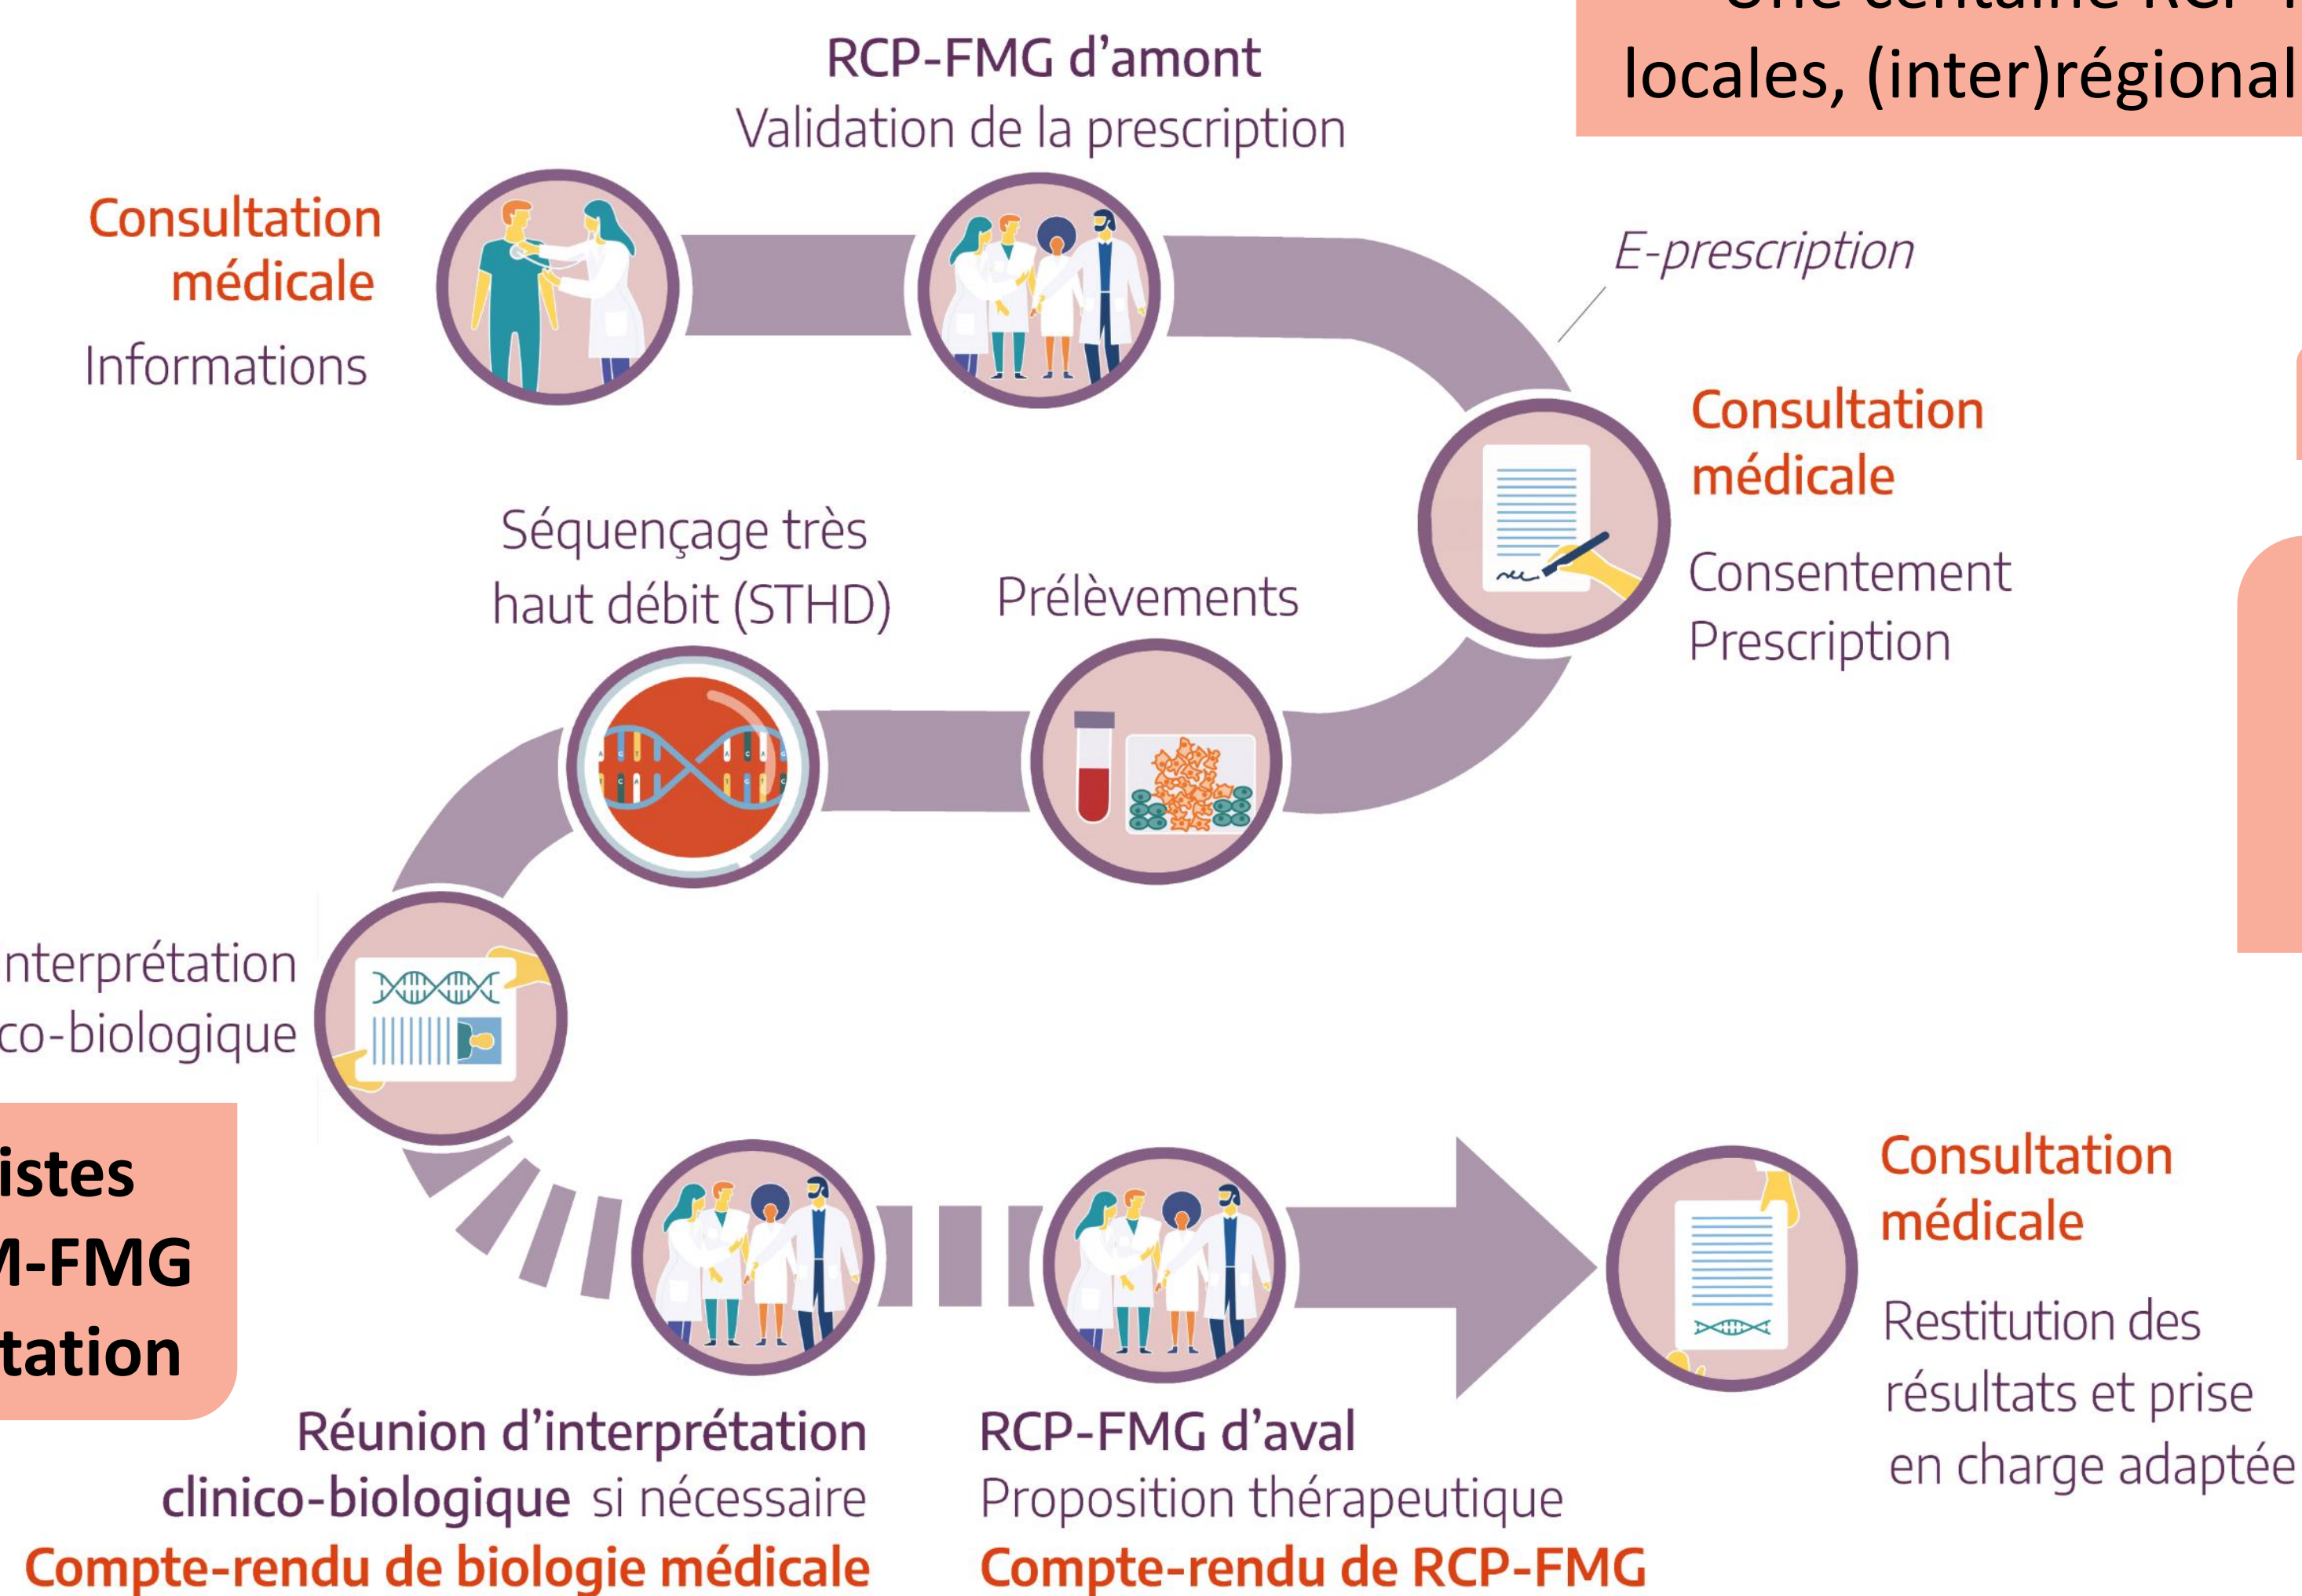 locales, (inter)régional
RCP-FMG d'amont
Validation de la prescription
Consultation
médicale
Informations
E-prescription
Consultation
médicale
Consentement
Prescription
Séquençage très
haut débit (STHD)
Prélèvements
nterprétation
co-biologique
istes
M-FMG
tation
Réunion d'interprétation
clinico-biologique si nécessaire
Compte-rendu de biologie médicale
RCP-FMG d'aval
Proposition thérapeutique
Compte-rendu de RCP-FMG
Consultation
médicale
Restitution des
résultats et prise
en charge adaptée